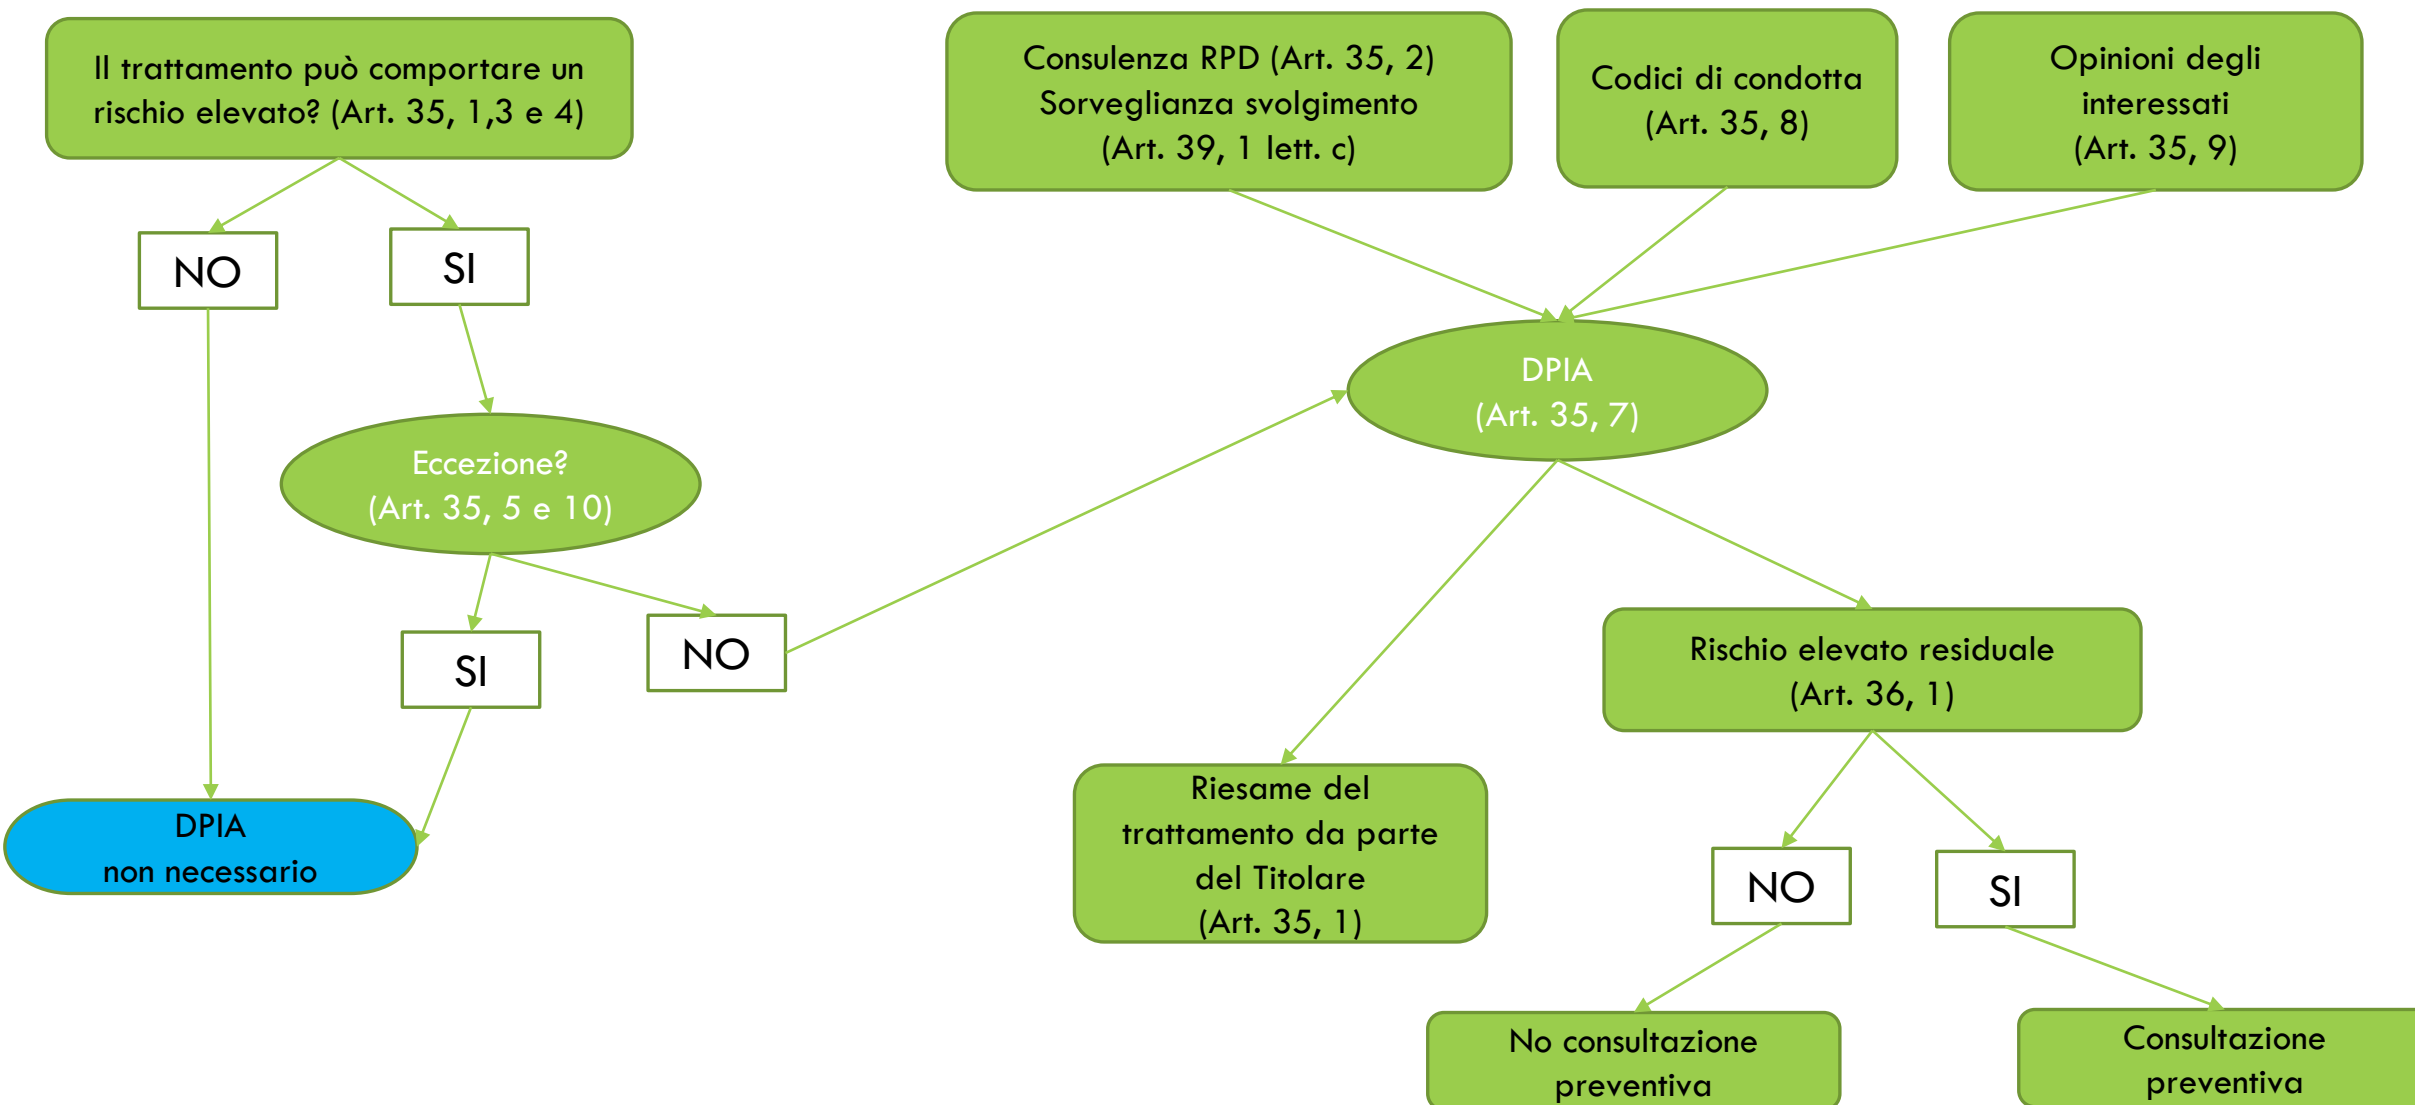 Il trattamento può comportare un
rischio elevato? (Art. 35, 1,3 e 4)
Consulenza RPD (Art. 35, 2)
Sorveglianza svolgimento
(Art. 39, 1 lett. c)
Codici di condotta
(Art. 35, 8)
Opinioni degli
interessati
(Art. 35, 9)
NO
SI
DPIA
(Art. 35, 7)
Eccezione?
(Art. 35, 5 e 10)
SI
NO
Rischio elevato residuale
(Art. 36, 1)
DPIA
non necessario
Riesame del
trattamento da parte
del Titolare
(Art. 35, 1)
NO
SI
No consultazione
preventiva
Consultazione
preventiva